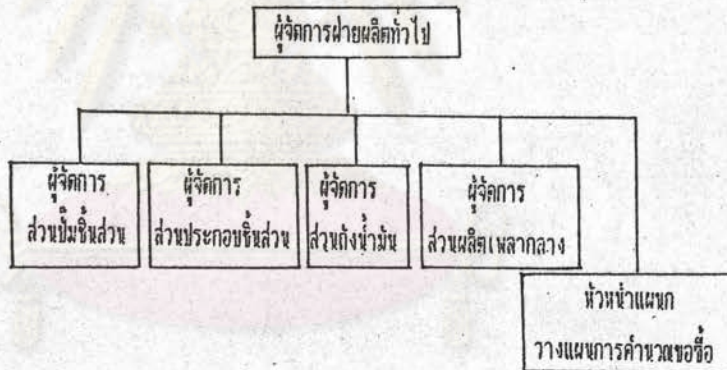 ผู้จัดการฝ่ายผลิตทั่วไป
ผู้จัดการ
ส่วนปั๊มชิ้นส่วน
ผู้จัดการ
ส่วนประกอบชิ้นส่วน
ผู้จัดการ
ส่วนถังน้ำมัน
ผู้จัดการ
ส่วนผลิตเพลากลาง
หัวหน้าแผนก
วางแผนการคำนวณขอซื้อ